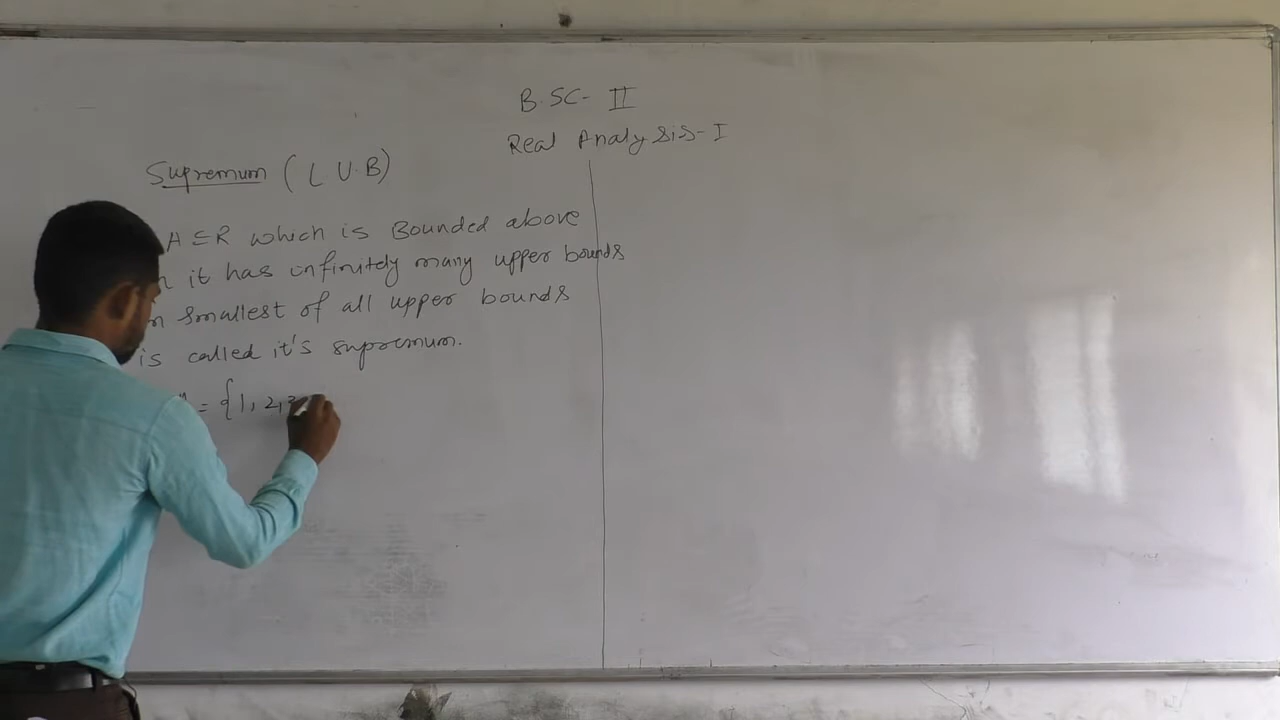 B.SC- II
Real Analysis-I
Supremum (L U.B)
A ⊆ R which is Bounded above
it has infinitely many upper bounds
smallest of all upper bounds
is called it's supremum.
= {1, 2,